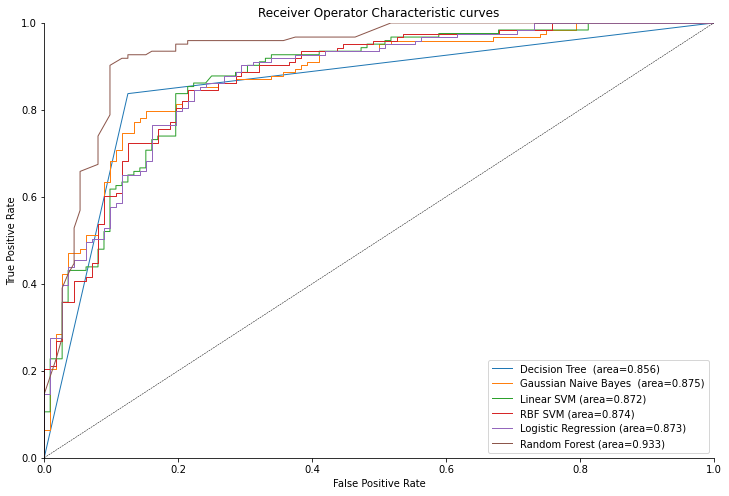 Receiver Operator Characteristic curves
1.0
0.8
0.6
0.4
0.2
0.0
True Positive Rate
Decision Tree  (area=0.856)
Gaussian Naive Bayes  (area=0.875)
Linear SVM (area=0.872)
RBF SVM (area=0.874)
Logistic Regression (area=0.873)
Random Forest (area=0.933)
0.0 0.2 0.4 0.6 0.8 1.0
False Positive Rate